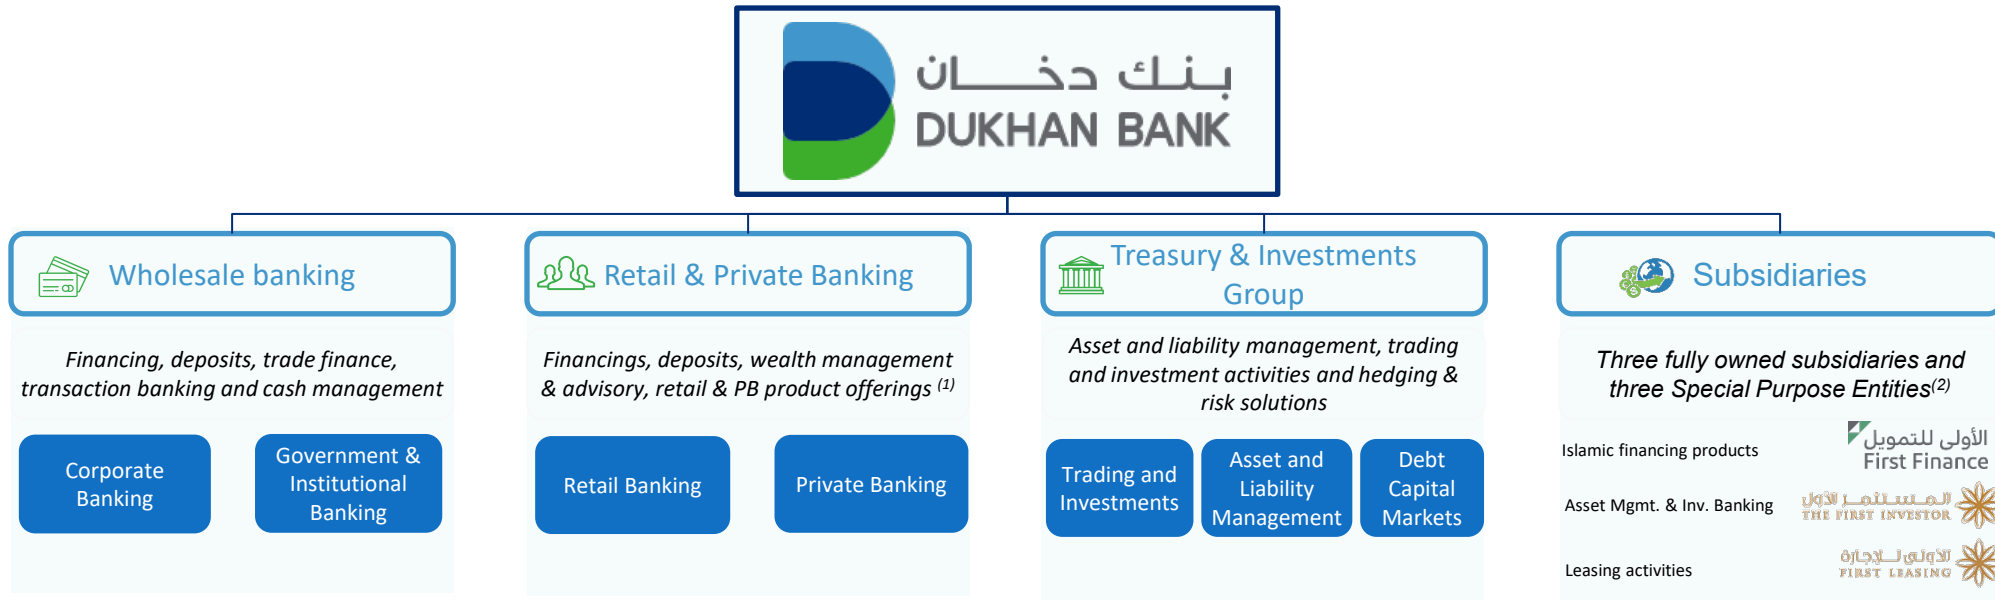 بنك دخان
DUKHAN BANK
Wholesale banking
Financing, deposits, trade finance,
transaction banking and cash management
Corporate
Banking
Government &
Institutional
Banking
Retail & Private Banking
Financings, deposits, wealth management
& advisory, retail & PB product offerings (1)
Retail Banking
Private Banking
Treasury & Investments
Group
Asset and liability management, trading
and investment activities and hedging &
risk solutions
Trading and
Investments
Asset and
Liability
Management
Debt
Capital
Markets
Subsidiaries
Three fully owned subsidiaries and
three Special Purpose Entities(2)
Islamic financing products
الأولى للتمويل
First Finance
Asset Mgmt. & Inv. Banking
المستثمر الأول
THE FIRST INVESTOR
Leasing activities
الأولى للإجارة
FIRST LEASING